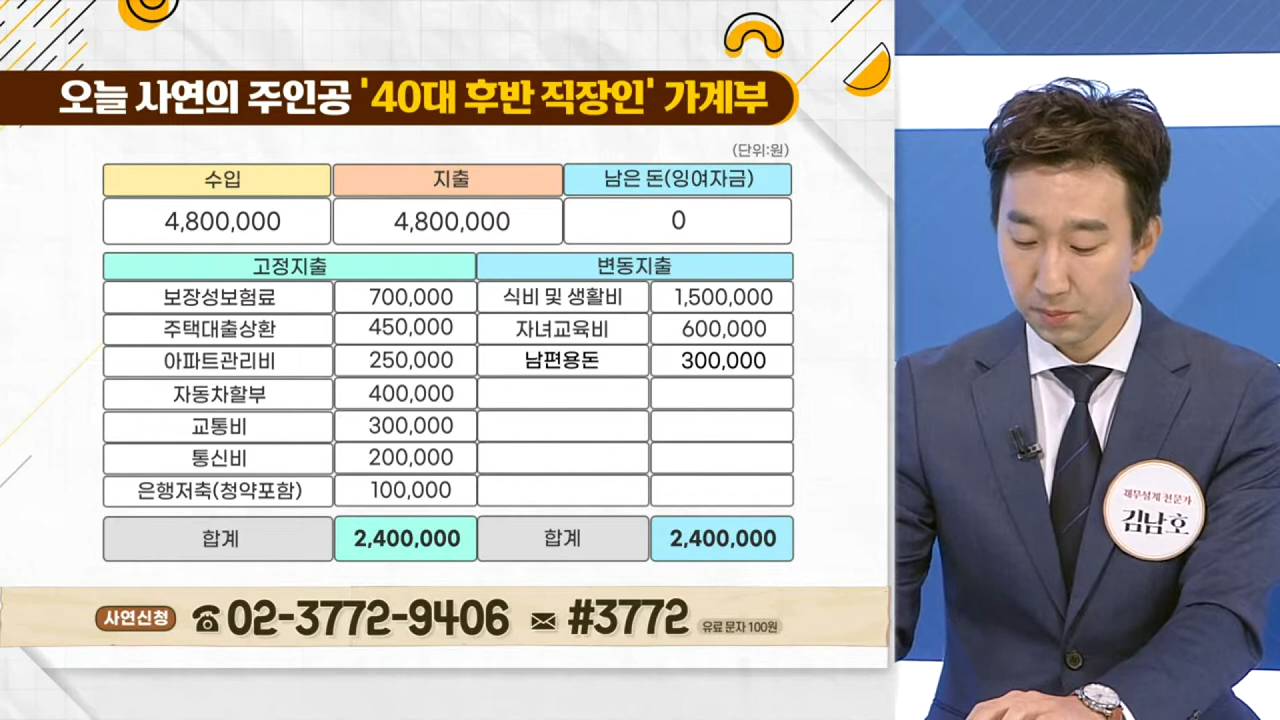 오늘 사연의 주인공 '40대 후반 직장인' 가계부
(단위:원)
수입 지출 남은 돈(잉여자금)
4,800,000 4,800,000 0
고정지출 변동지출
보장성보험료 700,000 식비 및 생활비 1,500,000
주택대출상환 450,000 자녀교육비 600,000
아파트관리비 250,000 남편용돈 300,000
자동차할부 400,000
교통비 300,000
통신비 200,000
은행저축(청약포함) 100,000
합계 2,400,000 합계 2,400,000
사연신청 02-3772-9406 #3772 유료 문자 100원
재무설계 전문가
김남호